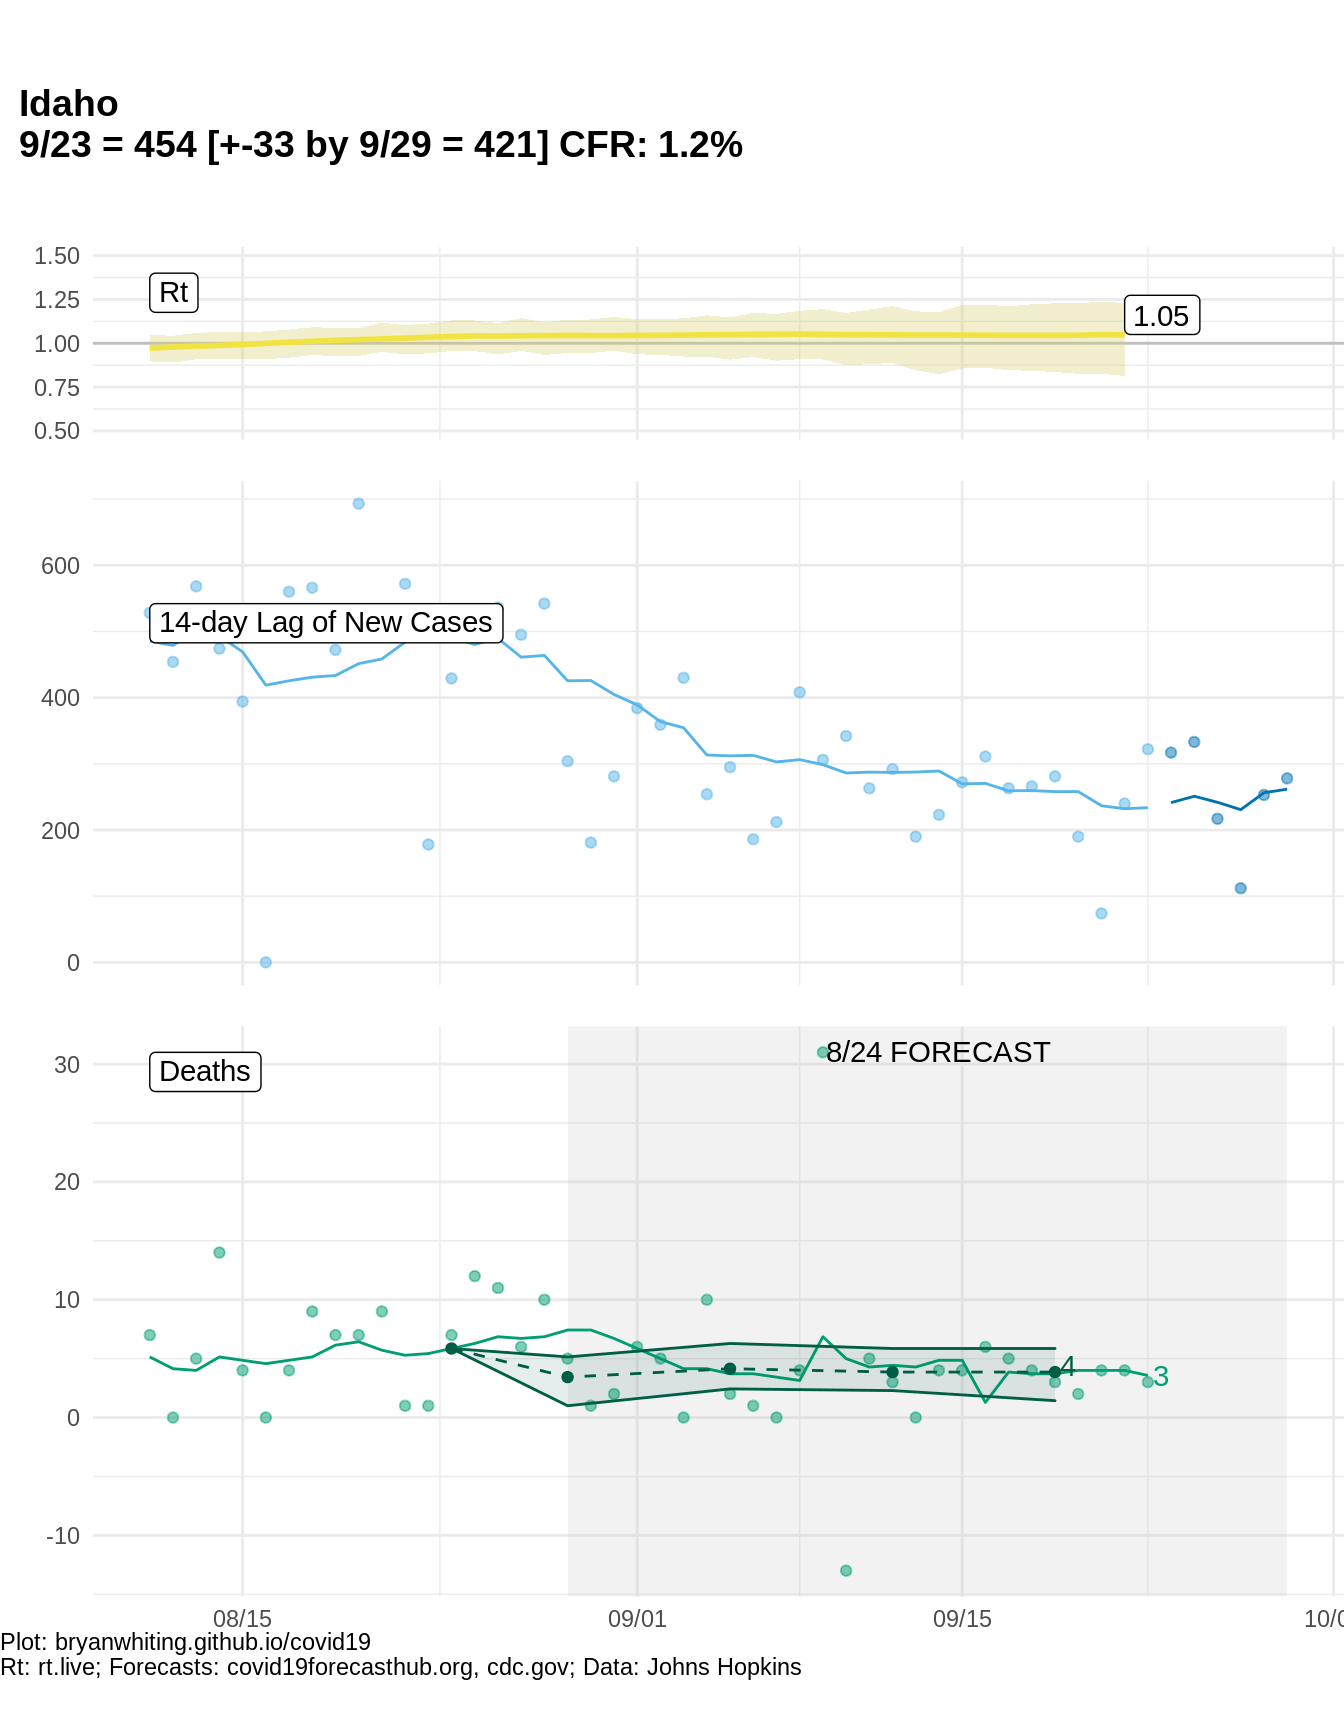 Idaho
9/23 = 454 [+-33 by 9/29 = 421] CFR: 1.2%
1.50
Rt
1.25
1.05
1.00
0.75
0.50
600
14-day Lag of New Cases
400
200
0
8/24 FORECAST
30
Deaths
20
10
4
3
0
-10
08/15
09/01
09/15
10/0
Plot: bryanwhiting.github.io/covid19
Rt: rt.live; Forecasts: covid19forecasthub.org, cdc.gov; Data: Johns Hopkins